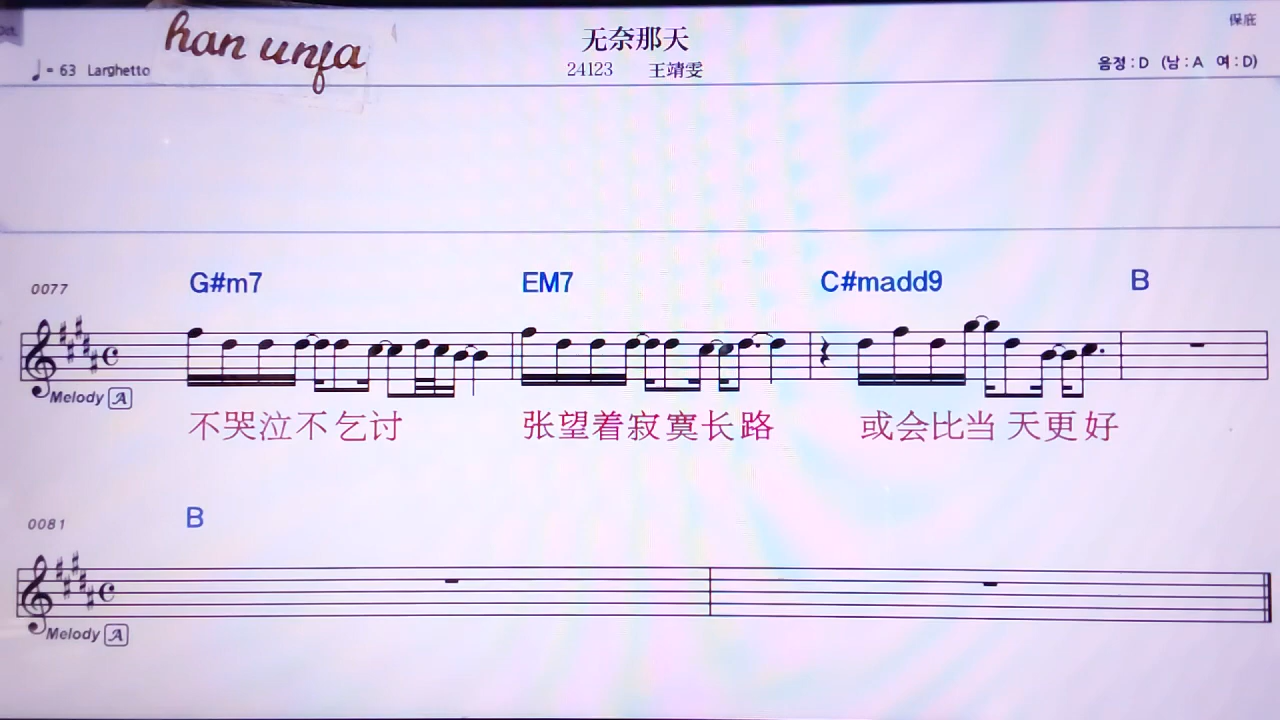 han unfa
无奈那天
保底
♩= 63 Larghetto
24123 王靖雯
음정 : D (남 : A 여 : D)
0077
G#m7 EM7 C#madd9 B
Melody A
不哭泣不乞讨 张望着寂寞长路 或会比当天更好
0081
B
Melody A